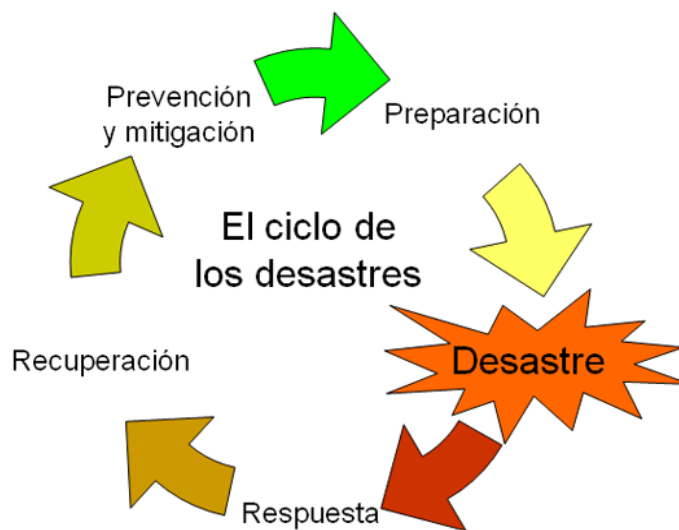 Prevención
y mitigación
Preparación
El ciclo de
los desastres
Desastre
Recuperación
Respuesta